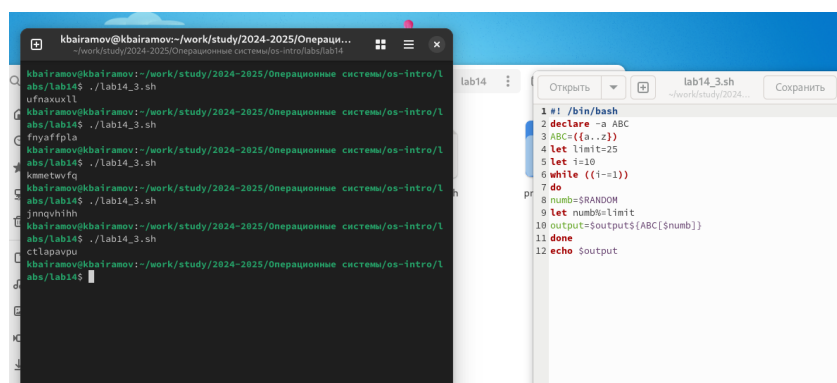 kbairamov@kbairamov:~/work/study/2024-2025/Операци...
~/work/study/2024-2025/Операционные системы/os-intro/labs/lab14
kbairamov@kbairamov:~/work/study/2024-2025/Операционные системы/os-intro/l
abs/lab14$ ./lab14_3.sh
ufnaxuxll
kbairamov@kbairamov:~/work/study/2024-2025/Операционные системы/os-intro/l
abs/lab14$ ./lab14_3.sh
fnyaffpla
kbairamov@kbairamov:~/work/study/2024-2025/Операционные системы/os-intro/l
abs/lab14$ ./lab14_3.sh
kmmetwvfq
kbairamov@kbairamov:~/work/study/2024-2025/Операционные системы/os-intro/l
abs/lab14$ ./lab14_3.sh
jnnqvhihh
kbairamov@kbairamov:~/work/study/2024-2025/Операционные системы/os-intro/l
abs/lab14$ ./lab14_3.sh
ctlapavpu
kbairamov@kbairamov:~/work/study/2024-2025/Операционные системы/os-intro/l
abs/lab14$
lab14
h
pr
Открыть
lab14_3.sh
~/work/study/2024...
Сохранить
1 #! /bin/bash
2 declare -a ABC
3 ABC=({a..z})
4 let limit=25
5 let i=10
6 while ((i-=1))
7 do
8 numb=$RANDOM
9 let numb%=limit
10 output=$output${ABC[$numb]}
11 done
12 echo $output